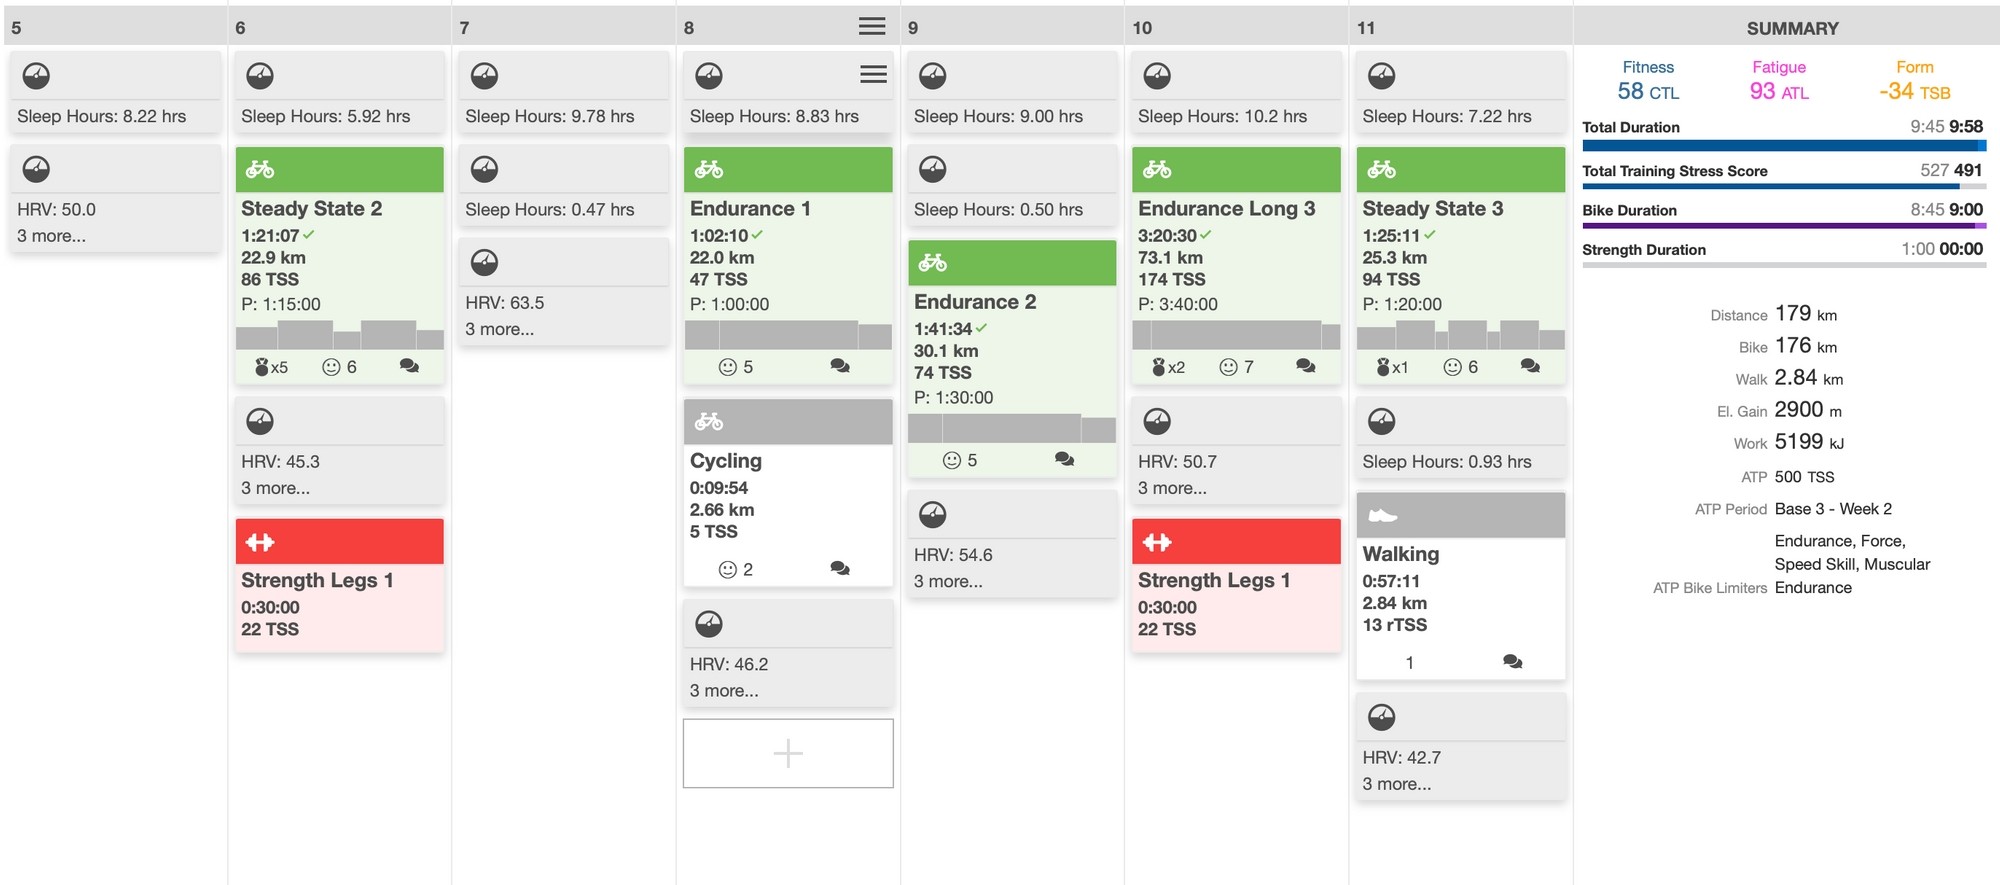 5
Sleep Hours: 8.22 hrs
HRV: 50.0
3 more...
6
Sleep Hours: 5.92 hrs
Steady State 2
1:21:07
22.9 km
86 TSS
P: 1:15:00
x5 6
HRV: 45.3
3 more...
Strength Legs 1
0:30:00
22 TSS
7
Sleep Hours: 9.78 hrs
Sleep Hours: 0.47 hrs
HRV: 63.5
3 more...
8
Sleep Hours: 8.83 hrs
Endurance 1
1:02:10
22.0 km
47 TSS
P: 1:00:00
5
Cycling
0:09:54
2.66 km
5 TSS
2
HRV: 46.2
3 more...
9
Sleep Hours: 9.00 hrs
Sleep Hours: 0.50 hrs
Endurance 2
1:41:34
30.1 km
74 TSS
P: 1:30:00
5
HRV: 54.6
3 more...
10
Sleep Hours: 10.2 hrs
Endurance Long 3
3:20:30
73.1 km
174 TSS
P: 3:40:00
x2 7
HRV: 50.7
3 more...
Strength Legs 1
0:30:00
22 TSS
11
Sleep Hours: 7.22 hrs
Steady State 3
1:25:11
25.3 km
94 TSS
P: 1:20:00
x1 6
Sleep Hours: 0.93 hrs
Walking
0:57:11
2.84 km
13 rTSS
1
HRV: 42.7
3 more...
SUMMARY
Fitness Fatigue Form
58 CTL 93 ATL -34 TSB
Total Duration 9:45 9:58
Total Training Stress Score 527 491
Bike Duration 8:45 9:00
Strength Duration 1:00 00:00
Distance 179 km
Bike 176 km
Walk 2.84 km
El. Gain 2900 m
Work 5199 kJ
ATP 500 TSS
ATP Period Base 3 - Week 2
Endurance, Force,
Speed Skill, Muscular
ATP Bike Limiters Endurance